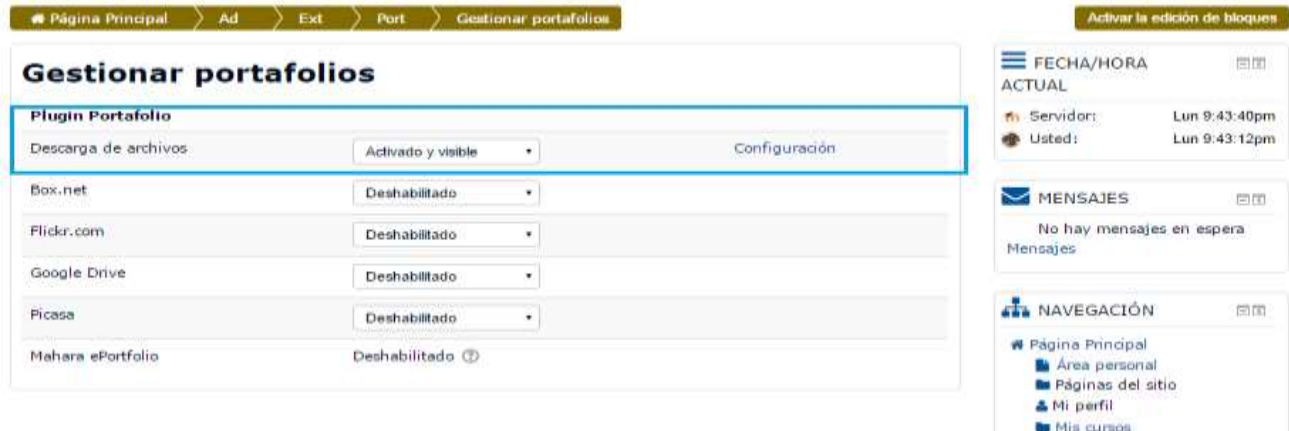 Página Principal Ad Ext Port Gestionar portafolios
Activar la edición de bloques
Gestionar portafolios
Plugin Portafolio
Descarga de archivos Activado y visible Configuración
Box.net Deshabilitado
Flickr.com Deshabilitado
Google Drive Deshabilitado
Picasa Deshabilitado
Mahara ePortfolio Deshabilitado
FECHA/HORA
ACTUAL
Servidor: Lun 9:43:40pm
Usted: Lun 9:43:12pm
MENSAJES
No hay mensajes en espera
Mensajes
NAVEGACIÓN
Página Principal
Área personal
Páginas del sitio
Mi perfil
Mis cursos